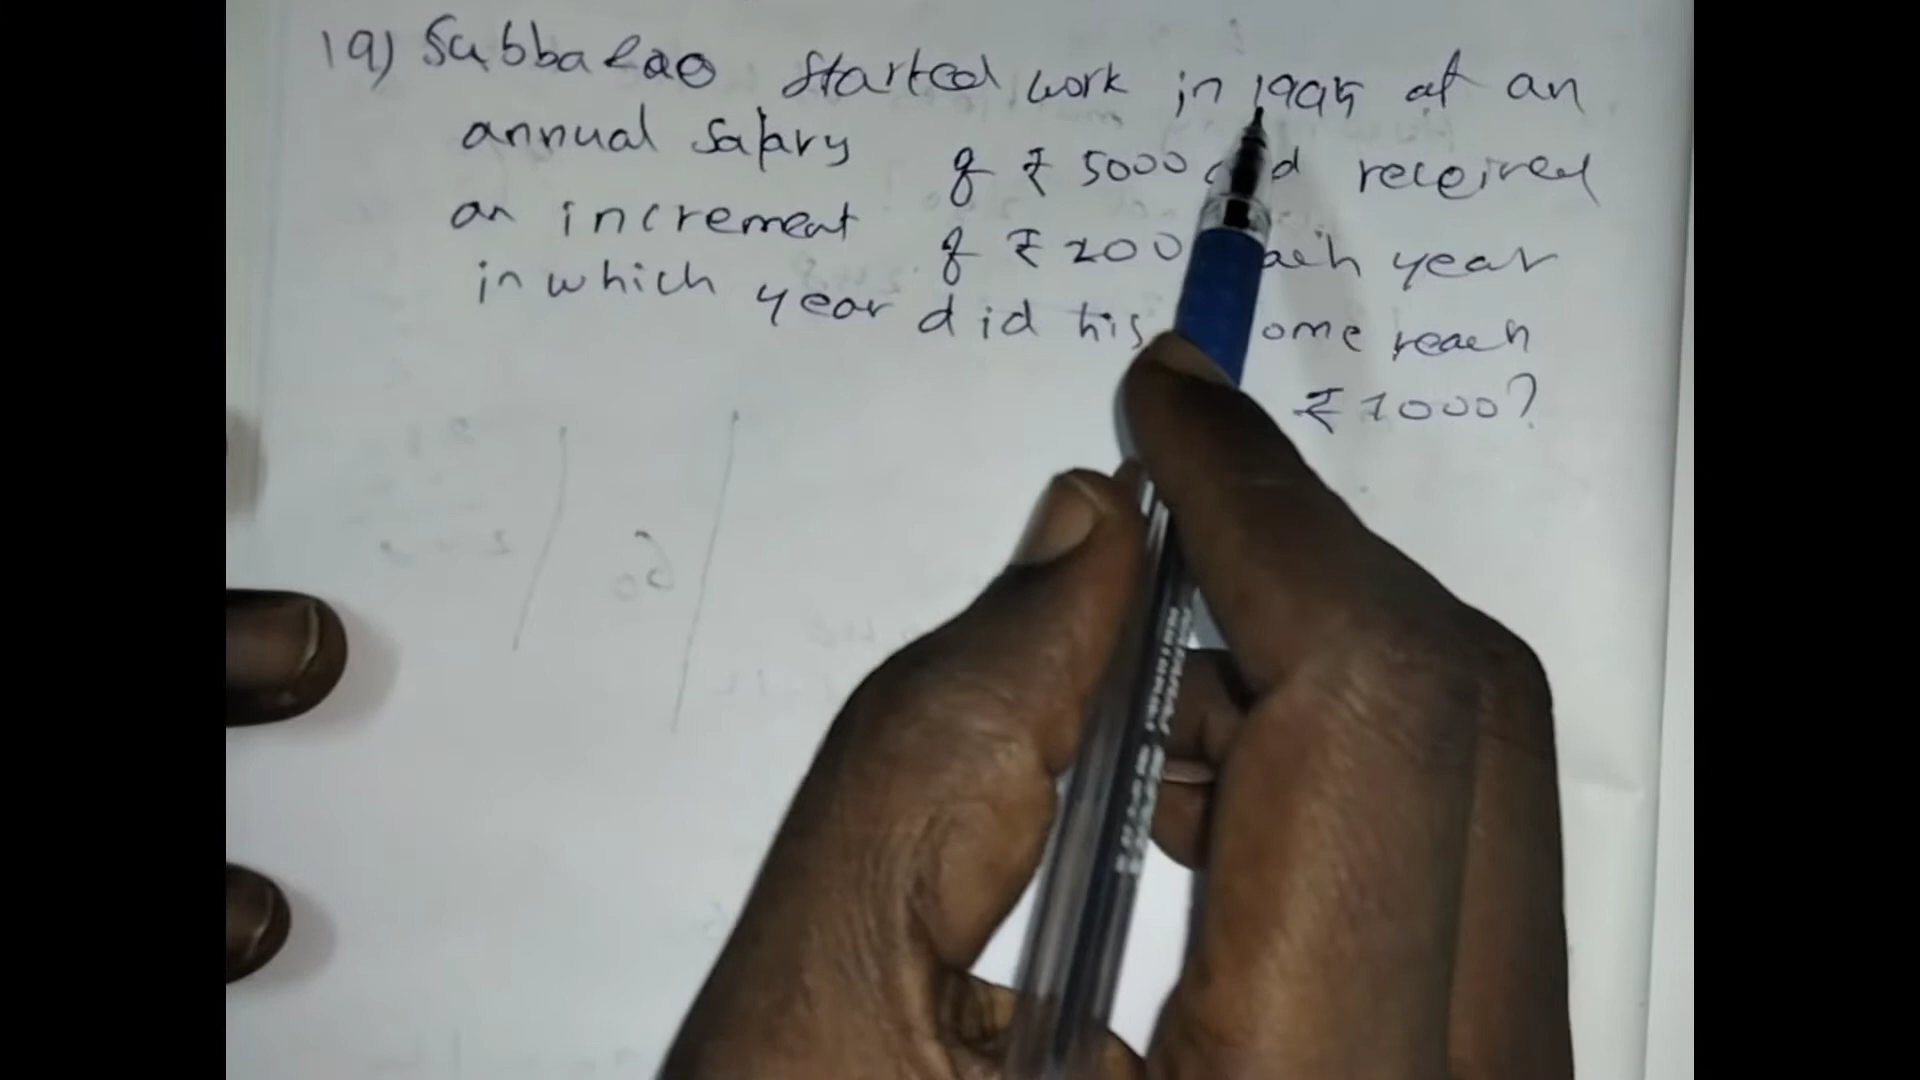 19) Subbarao started work in 1995 at an
annual salary of ₹ 5000 received
an increment of ₹ 200 year
in which year did his reach
₹ 7000?